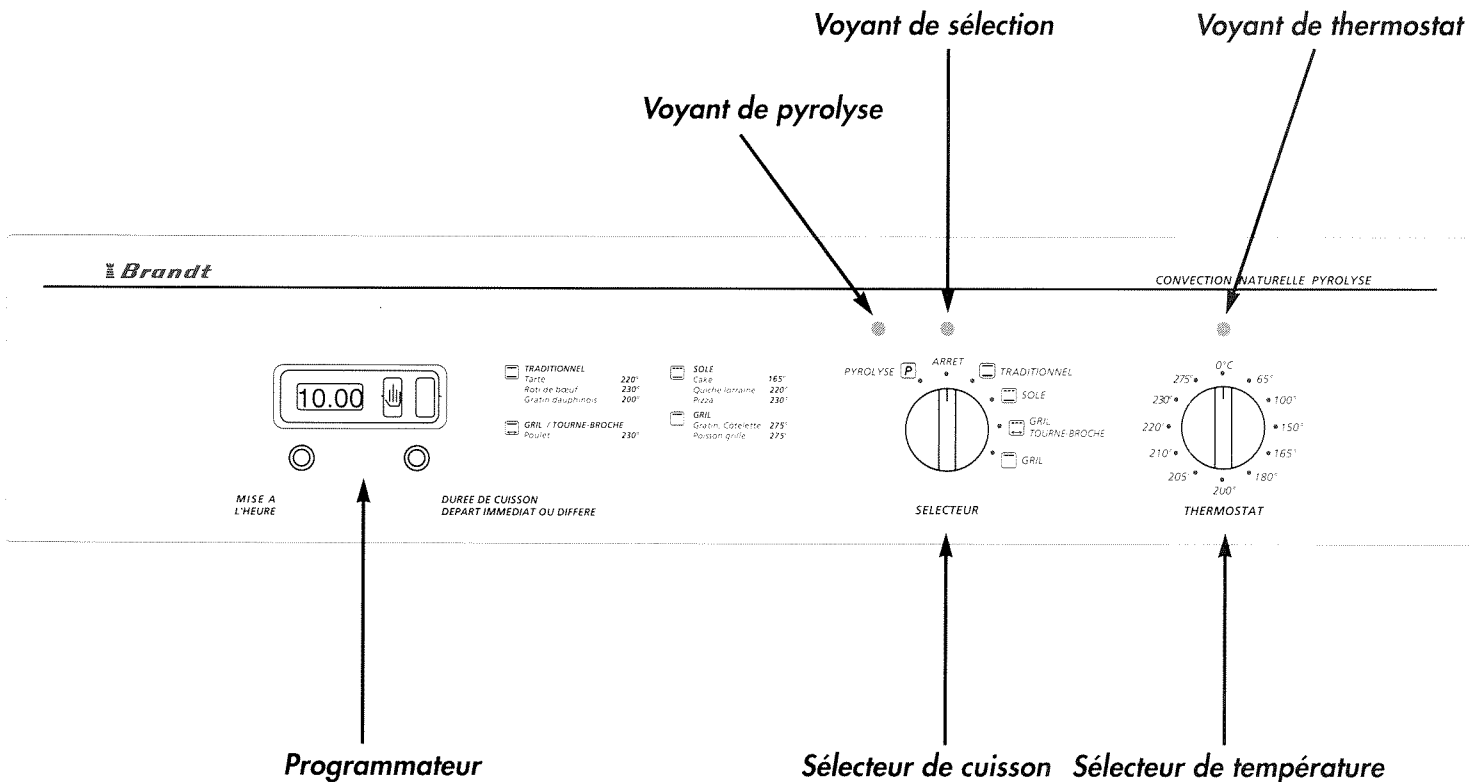 Voyant de sélection
Voyant de thermostat
Voyant de pyrolyse
Brandt
CONVECTION NATURELLE PYROLYSE
10.00
MISE A
L'HEURE
DUREE DE CUISSON
DEPART IMMEDIAT OU DIFFERE
TRADITIONNEL
Tarte 220°
Roti de bœuf 230°
Gratin dauphinois 200°
GRIL / TOURNE-BROCHE
Poulet 230°
SOLE
Cake 165°
Quiche lorraine 220°
Pizza 230°
GRIL
Gratin, Cotelette 275°
Poisson grille 275°
PYROLYSE P
ARRET
TRADITIONNEL
SOLE
GRIL
TOURNE-BROCHE
GRIL
SELECTEUR
0°C
65°
100°
150°
165°
180°
200°
205°
210°
220°
230°
275°
THERMOSTAT
Programmateur
Sélecteur de cuisson
Sélecteur de température